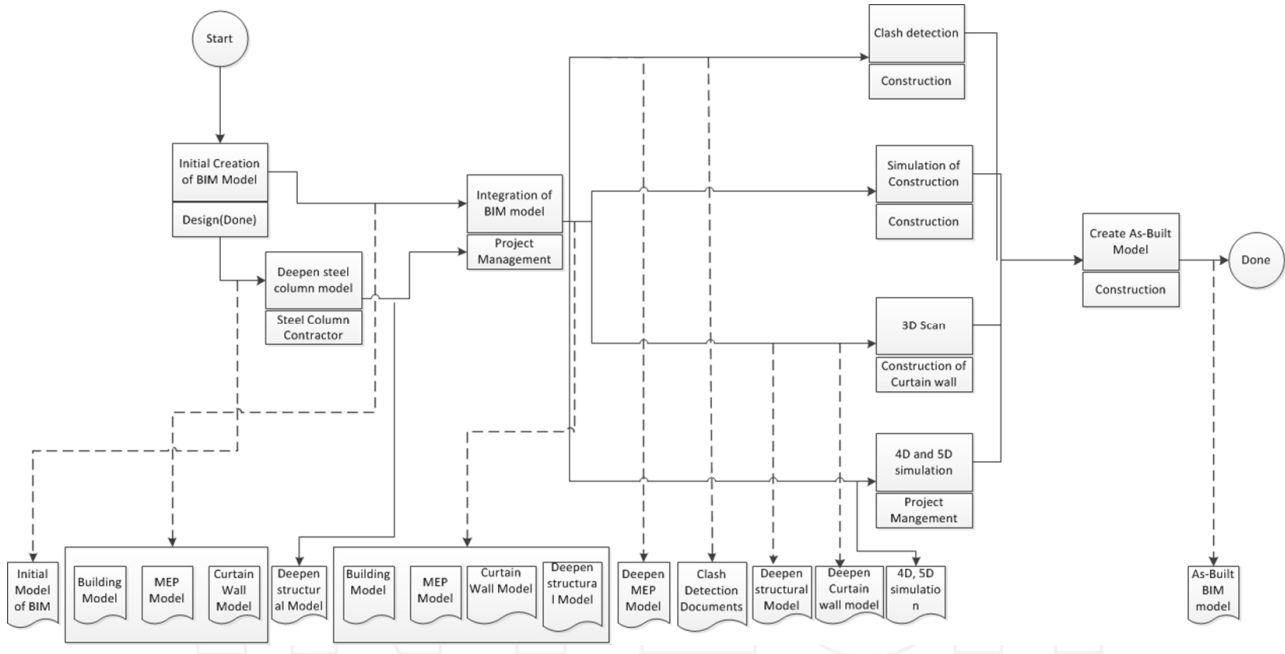 Start
Clash detection
Construction
Initial Creation
of BIM Model
Design(Done)
Simulation of
Construction
Construction
Integration of
BIM model
Project
Management
Create As-Built
Model
Construction
Done
Deepen steel
column model
Steel Column
Contractor
3D Scan
Construction of
Curtain wall
4D and 5D
simulation
Project
Mangement
Initial
Model
of BIM
Building
Model
MEP
Model
Curtain
Wall
Model
Deepen
structur
al Model
Building
Model
MEP
Model
Curtain
Wall Model
Deepen
structura
l Model
Deepen
MEP
Model
Clash
Detection
Documents
Deepen
structural
Model
Deepen
Curtain
wall model
4D, 5D
simulatio
n
As-Built
BIM
model